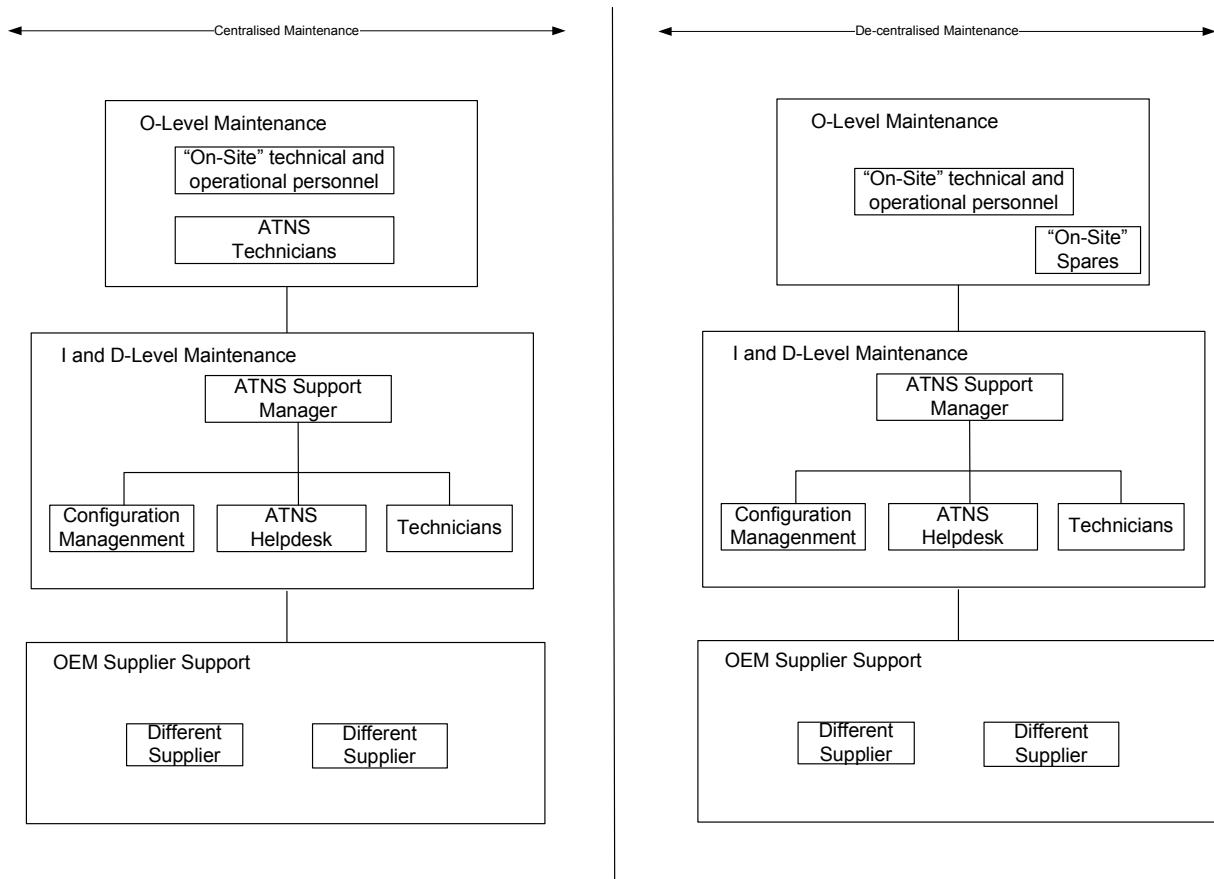 Centralised Maintenance
O-Level Maintenance
“On-Site” technical and
operational personnel
ATNS
Technicians
I and D-Level Maintenance
ATNS Support
Manager
Configuration
Managenment
ATNS
Helpdesk
Technicians
OEM Supplier Support
Different
Supplier
Different
Supplier
De-centralised Maintenance
O-Level Maintenance
“On-Site” technical and
operational personnel
“On-Site”
Spares
I and D-Level Maintenance
ATNS Support
Manager
Configuration
Managenment
ATNS
Helpdesk
Technicians
OEM Supplier Support
Different
Supplier
Different
Supplier